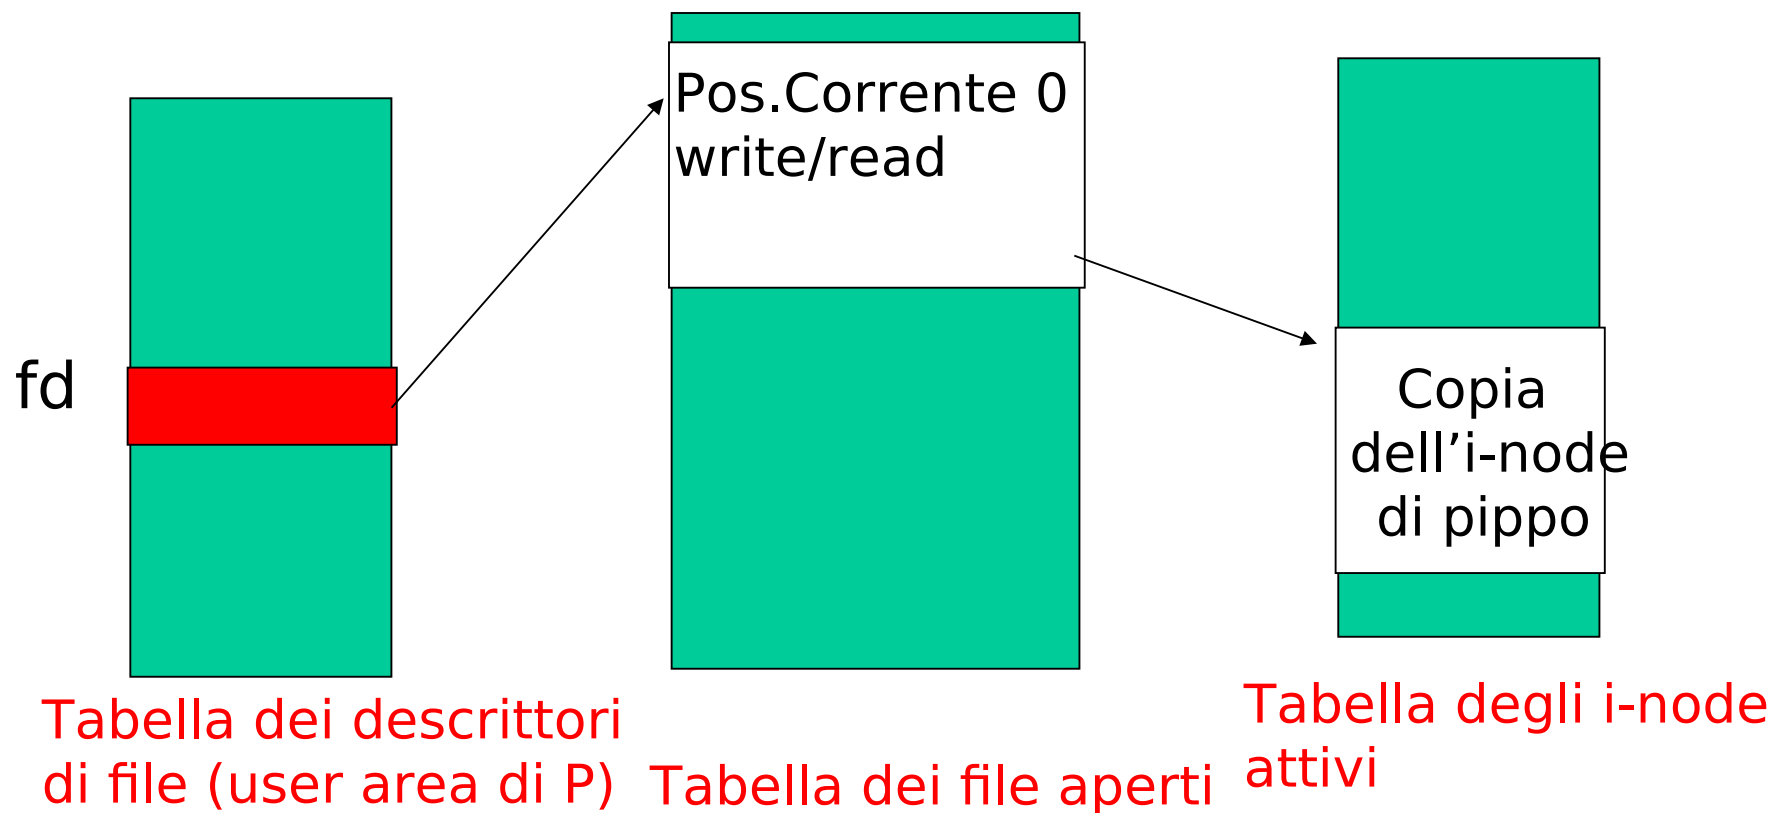 Pos.Corrente 0
write/read
fd
Copia
dell’i-node
di pippo
Tabella dei descrittori
di file (user area di P)
Tabella dei file aperti
Tabella degli i-node
attivi